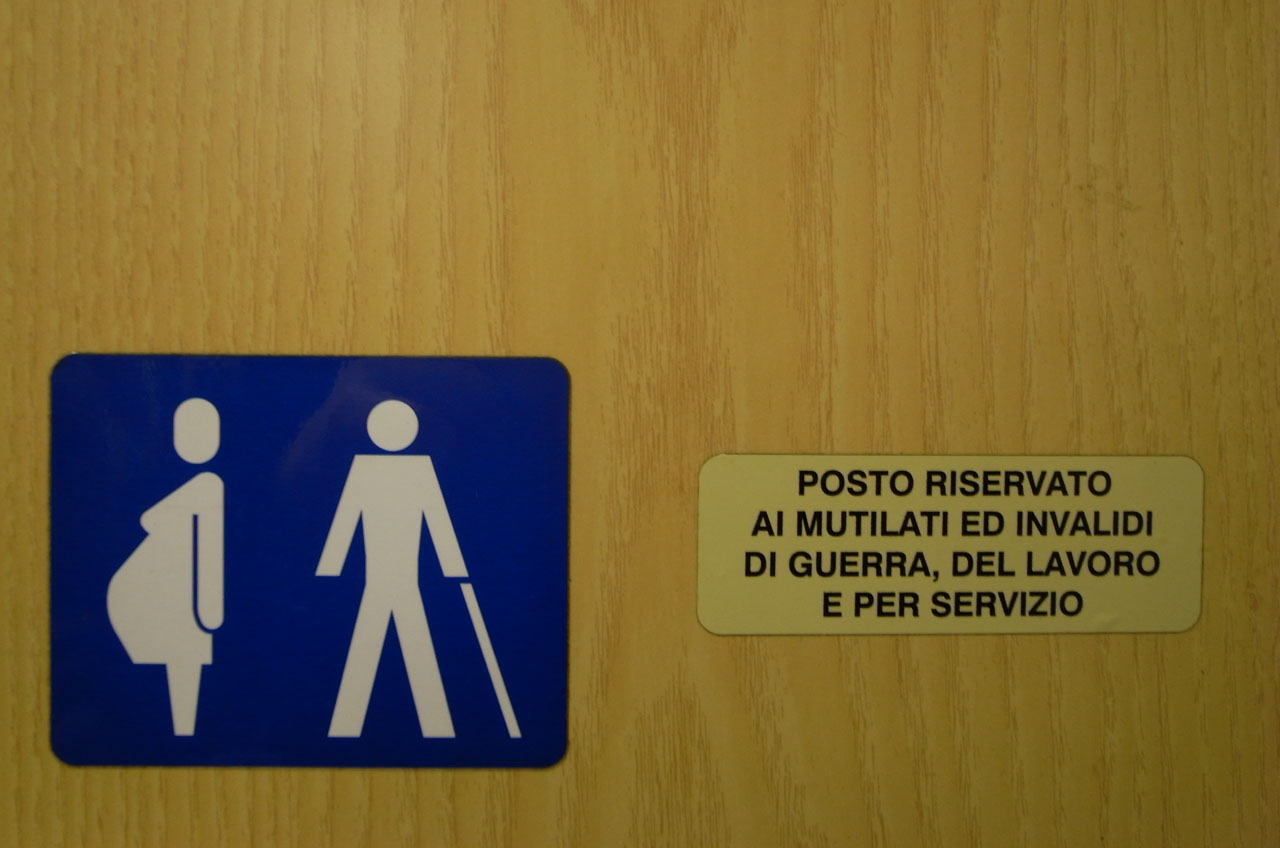 POSTO RISERVATO
AI MUTILATI ED INVALIDI
DI GUERRA, DEL LAVORO
E PER SERVIZIO